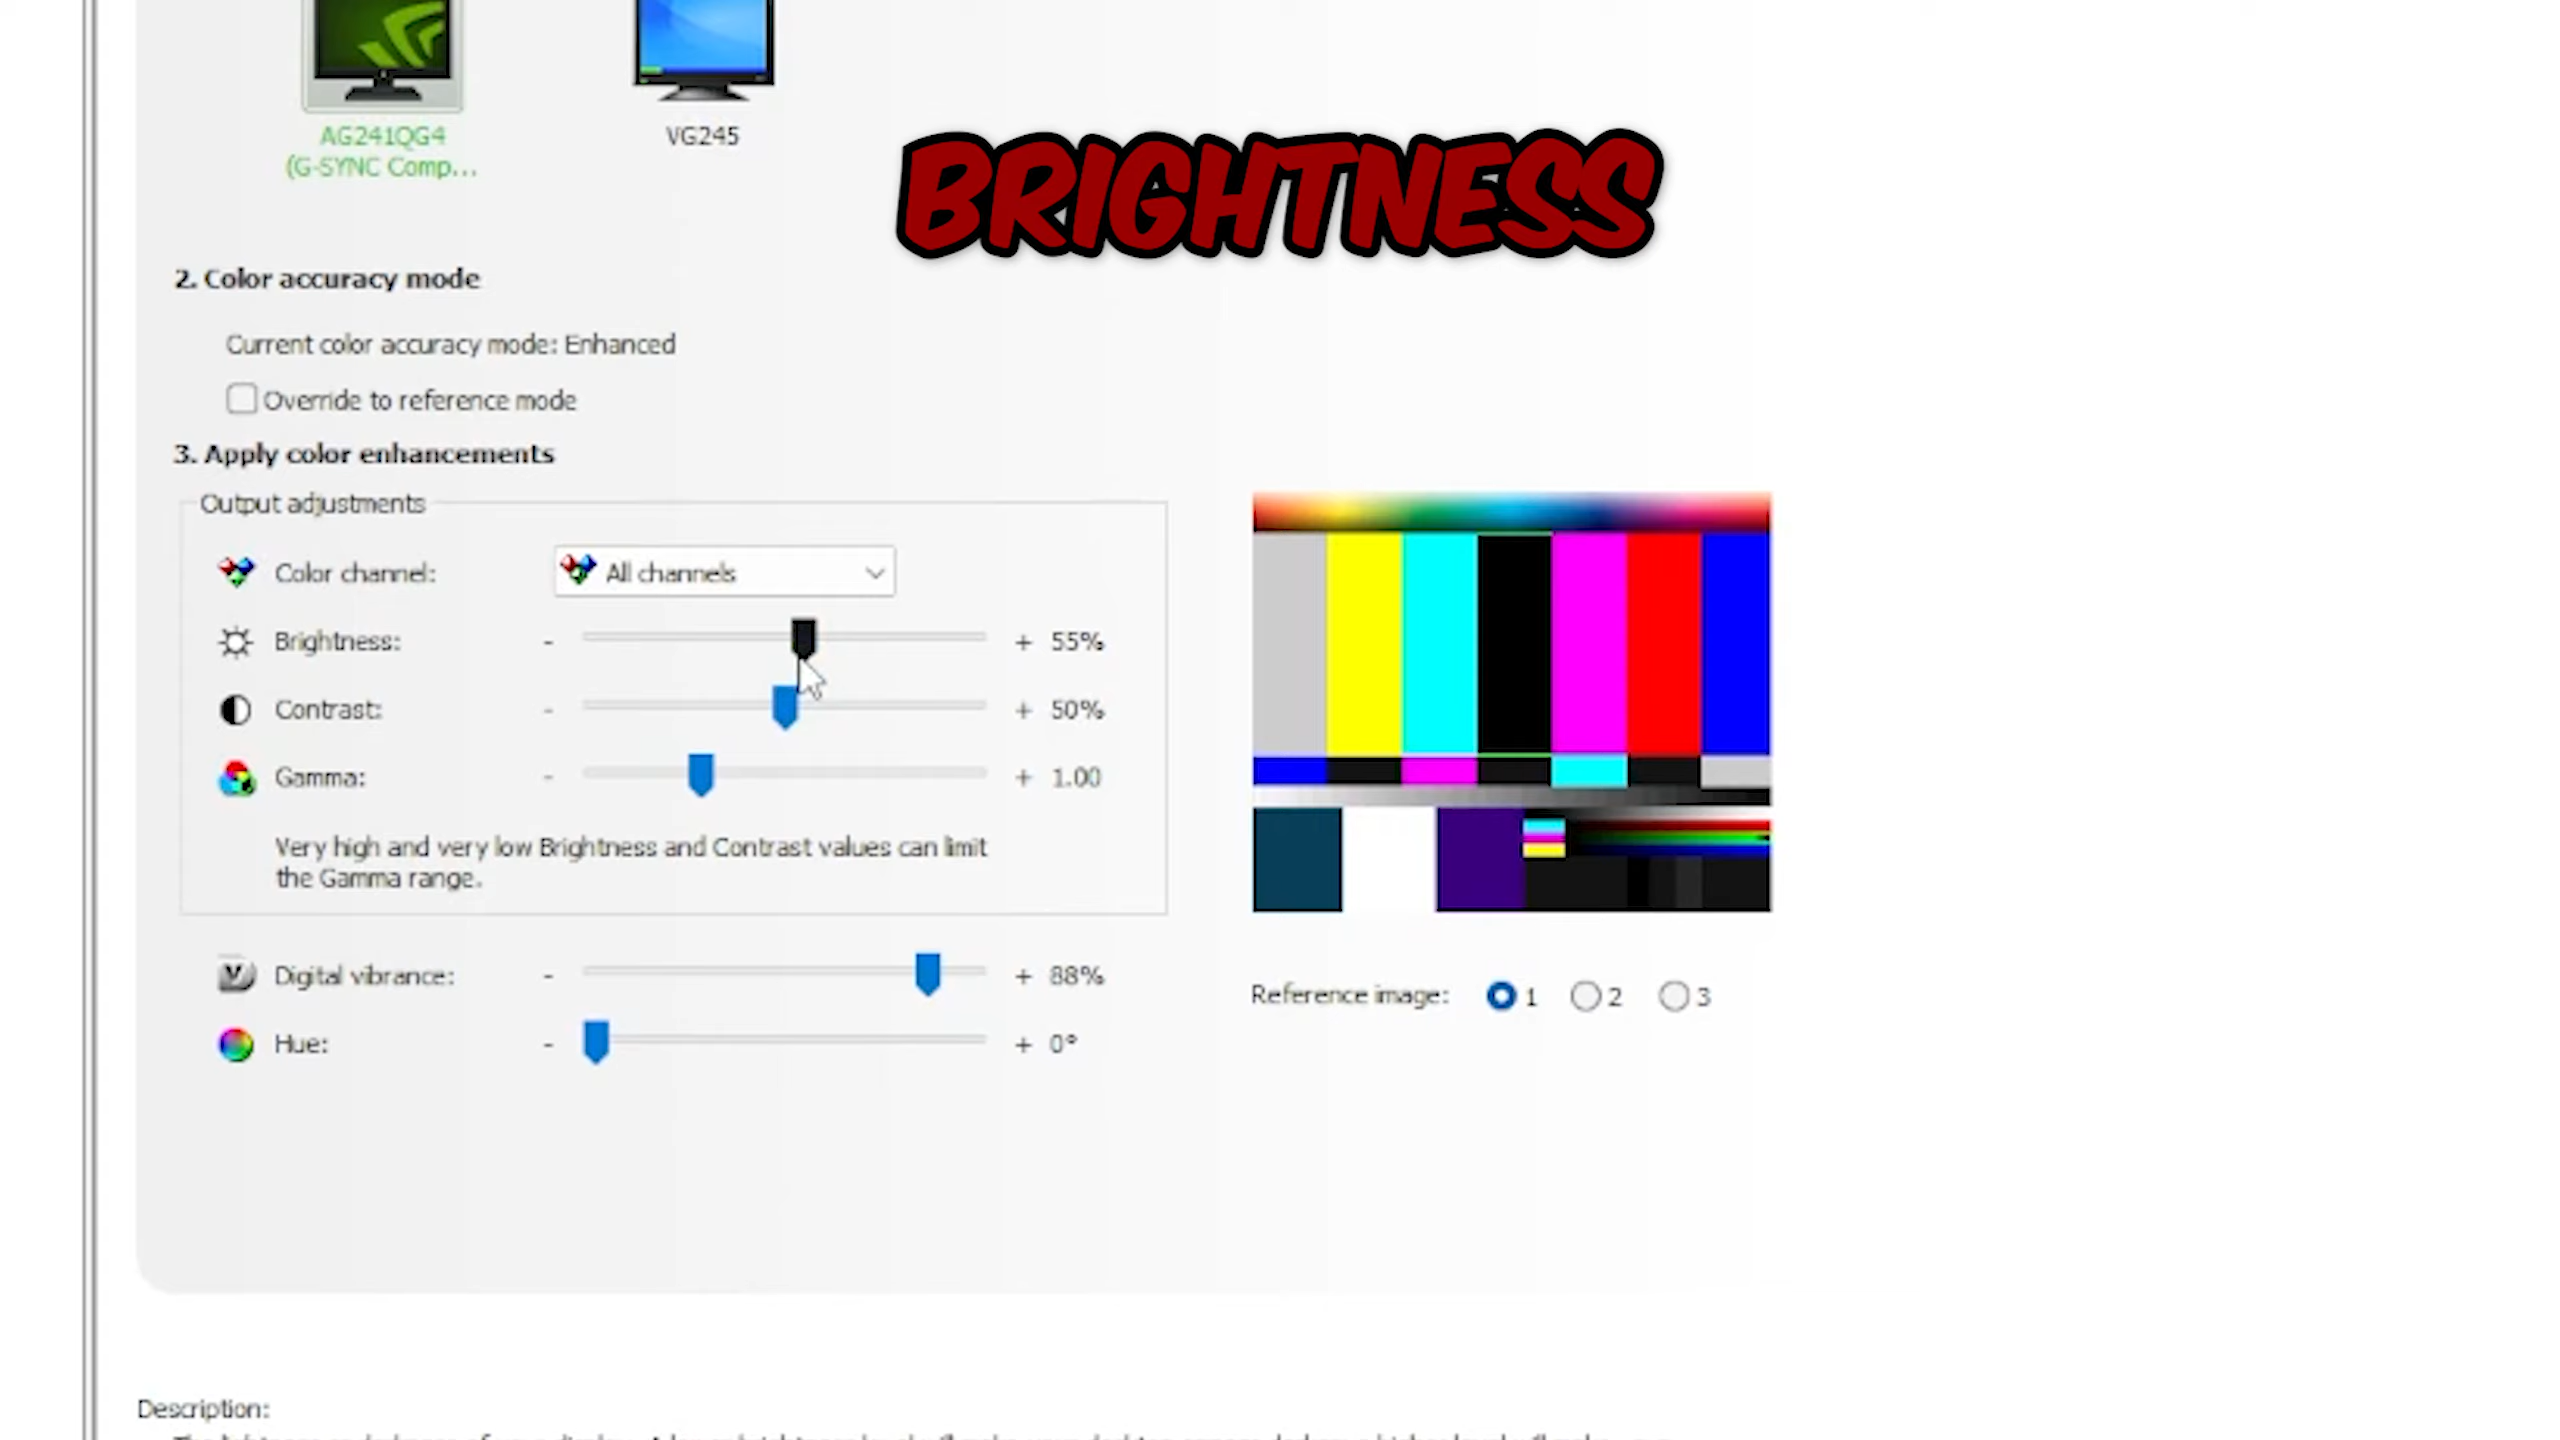 AG241QG4
(G-SYNC Comp...
VG245
BRIGHTNESS
2. Color accuracy mode
Current color accuracy mode: Enhanced
Override to reference mode
3. Apply color enhancements
Output adjustments
Color channel: All channels
Brightness: - + 55%
Contrast: - + 50%
Gamma: - + 1.00
Very high and very low Brightness and Contrast values can limit
the Gamma range.
Digital vibrance: - + 88%
Hue: - + 0°
Reference image: 1 2 3
Description: